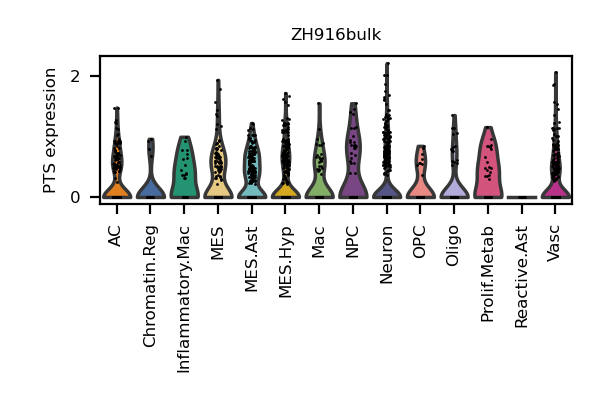 ZH916bulk
PTS expression
2
0
AC
Chromatin.Reg
Inflammatory.Mac
MES
MES.Ast
MES.Hyp
Mac
NPC
Neuron
OPC
Oligo
Prolif.Metab
Reactive.Ast
Vasc